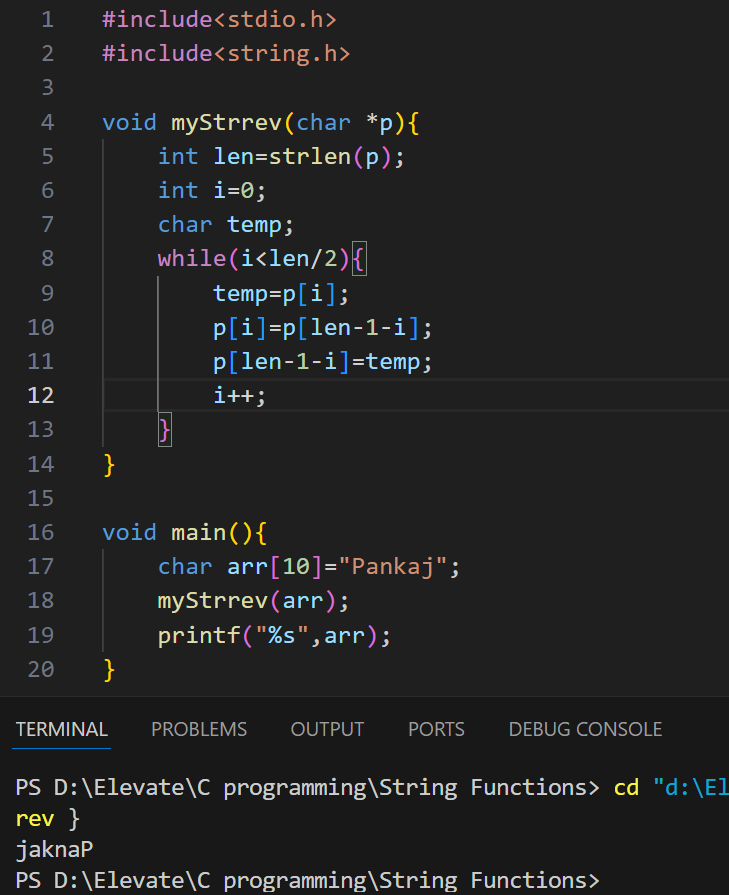 1 #include<stdio.h>
2 #include<string.h>
3
4 void myStrrev(char *p){
5     int len=strlen(p);
6     int i=0;
7     char temp;
8     while(i<len/2){
9         temp=p[i];
10         p[i]=p[len-1-i];
11         p[len-1-i]=temp;
12         i++;
13     }
14 }
15
16 void main(){
17     char arr[10]="Pankaj";
18     myStrrev(arr);
19     printf("%s",arr);
20 }
TERMINAL PROBLEMS OUTPUT PORTS DEBUG CONSOLE
PS D:\Elevate\C programming\String Functions> cd "d:\El
rev }
jaknaP
PS D:\Elevate\C programming\String Functions>